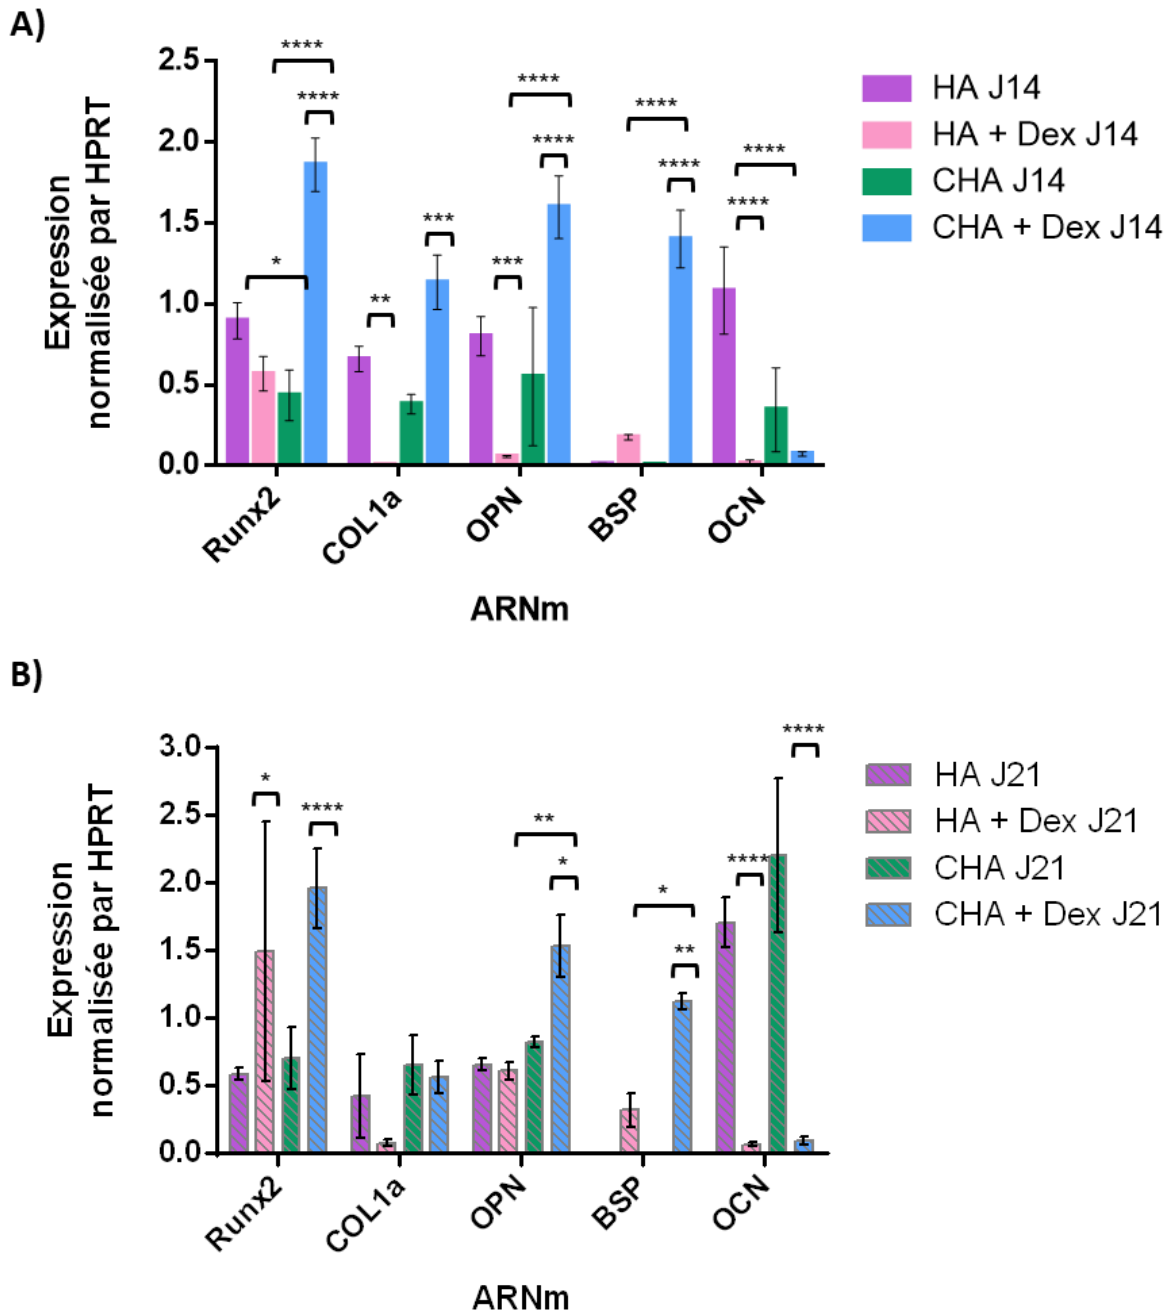 A)
Expression
normalisée par HPRT
2.5
2.0
1.5
1.0
0.5
0.0
****
****
*
**
***
***
****
****
****
****
****
****
Runx2
COL1a
OPN
BSP
OCN
ARNm
HA J14
HA + Dex J14
CHA J14
CHA + Dex J14
B)
Expression
normalisée par HPRT
3.0
2.5
2.0
1.5
1.0
0.5
0.0
*
****
**
*
*
**
****
****
Runx2
COL1a
OPN
BSP
OCN
ARNm
HA J21
HA + Dex J21
CHA J21
CHA + Dex J21